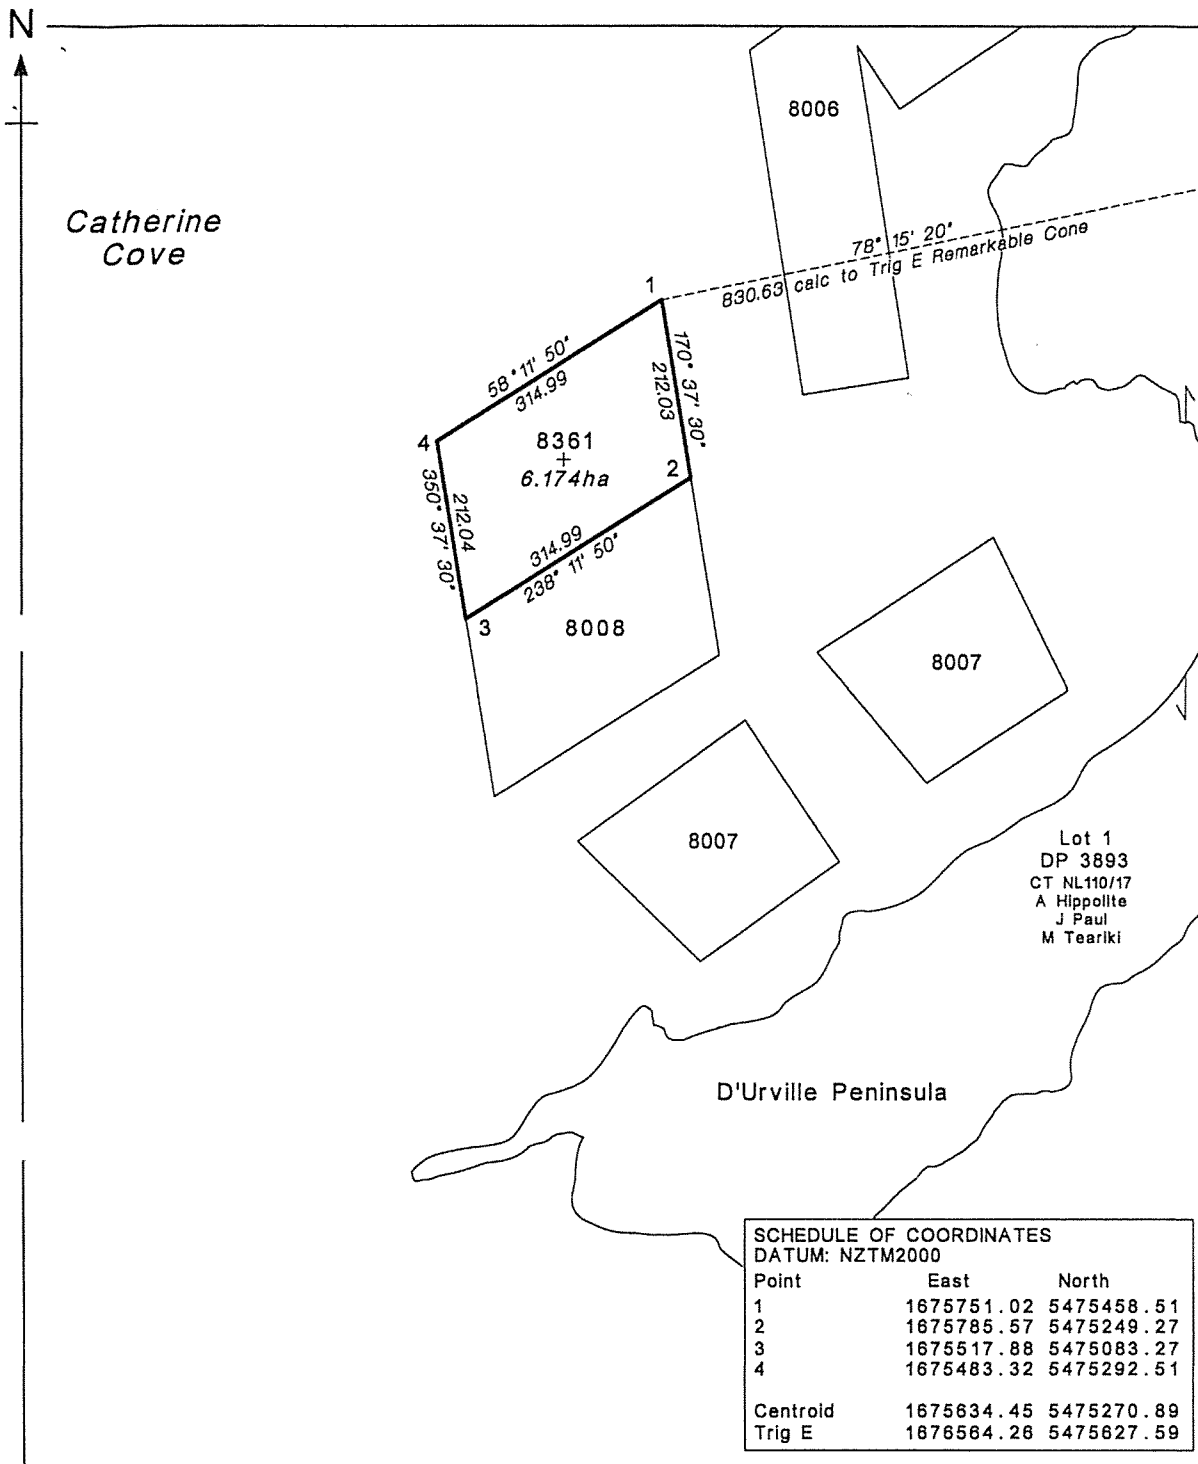 N
8006
Catherine
Cove
78° 15' 20"
830.63 calc to Trig E Remarkable Cone
1
58° 11' 50"
314.99
170° 37' 30"
212.03
4
8361
6.174ha
2
350° 37' 30"
212.04
314.99
238° 11' 50"
3
8008
8007
8007
Lot 1
DP 3893
CT NL110/17
A Hippolite
J Paul
M Teariki
D'Urville Peninsula
SCHEDULE OF COORDINATES
DATUM: NZTM2000
Point East North
1 1675751.02 5475458.51
2 1675785.57 5475249.27
3 1675517.88 5475083.27
4 1675483.32 5475292.51
Centroid 1675634.45 5475270.89
Trig E 1676564.26 5475627.59